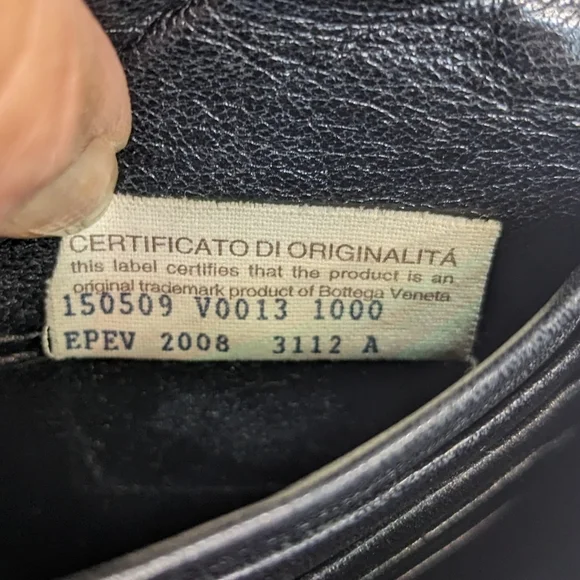 CERTIFICATO DI ORIGINALITÁ
this label certifies that the product is an
original trademark product of Bottega Veneta
150509 V0013 1000
EPEV 2008 3112 A